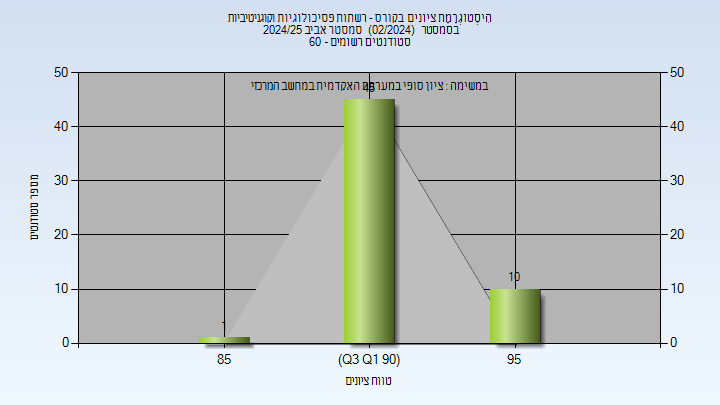 היסטוגרמת ציונים בקורס - רשתות פסיכולוגיות וקוגניטיביות
בסמסטר (02/2024) סמסטר אביב 2024/25
סטודנטים רשומים - 60
במשימה : ציון סופי במערכת האקדמית במחשב המרכזי
50
40
30
20
10
0
50
40
30
20
10
0
מספר סטודנטים
1
45
10
85
(Q3 Q1 90)
95
טווח ציונים